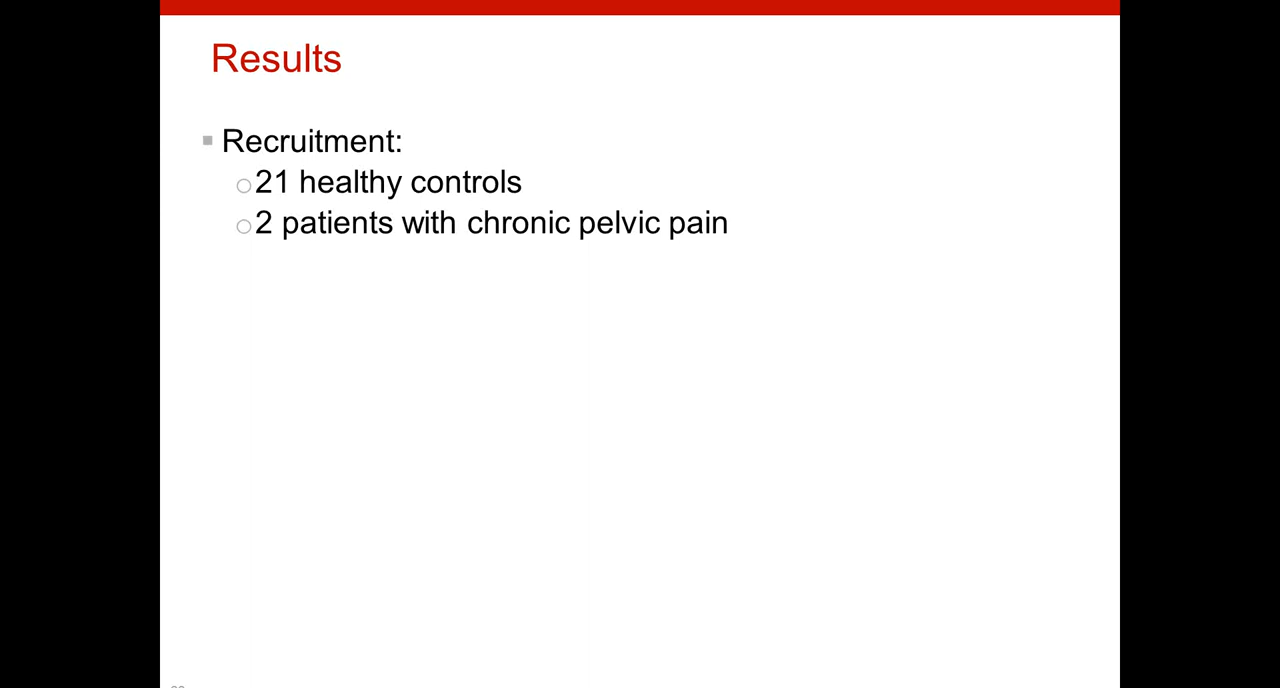 Results
Recruitment:
21 healthy controls
2 patients with chronic pelvic pain